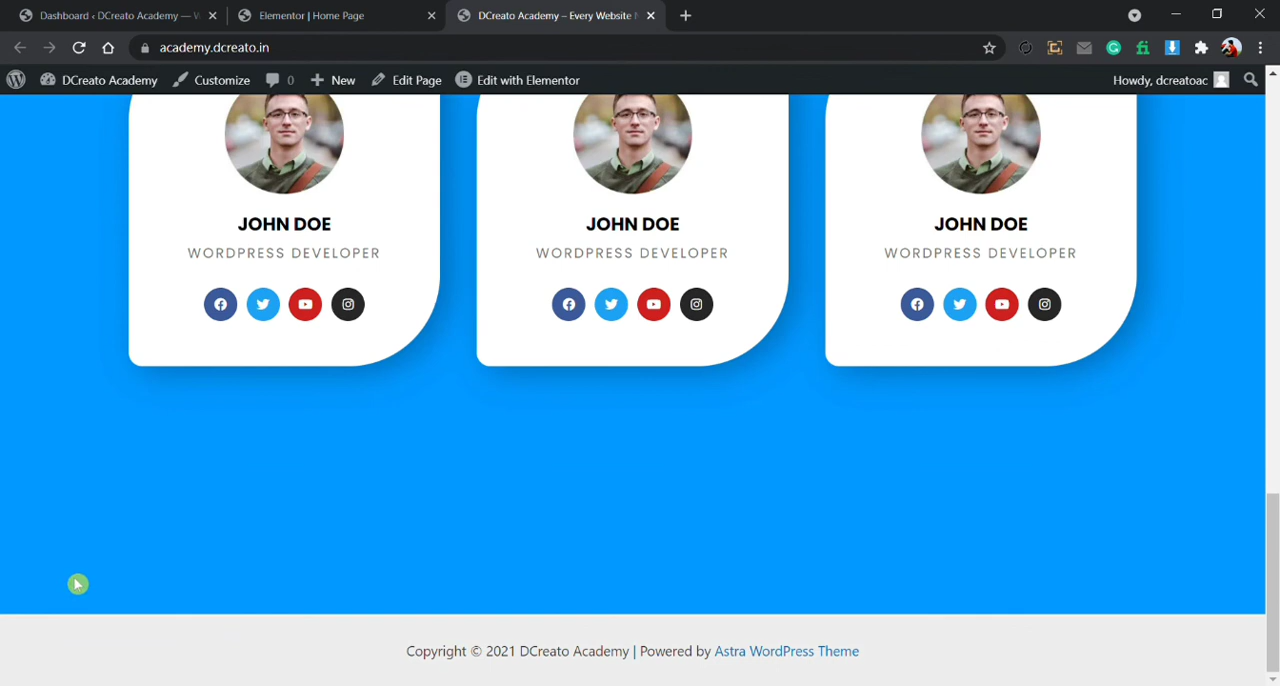 Dashboard ‹ DCreato Academy — W
Elementor | Home Page
DCreato Academy – Every Website N
academy.dcreato.in
DCreato Academy
Customize
0
New
Edit Page
Edit with Elementor
Howdy, dcreatoac
JOHN DOE
JOHN DOE
JOHN DOE
WORDPRESS DEVELOPER
WORDPRESS DEVELOPER
WORDPRESS DEVELOPER
Copyright © 2021 DCreato Academy | Powered by Astra WordPress Theme